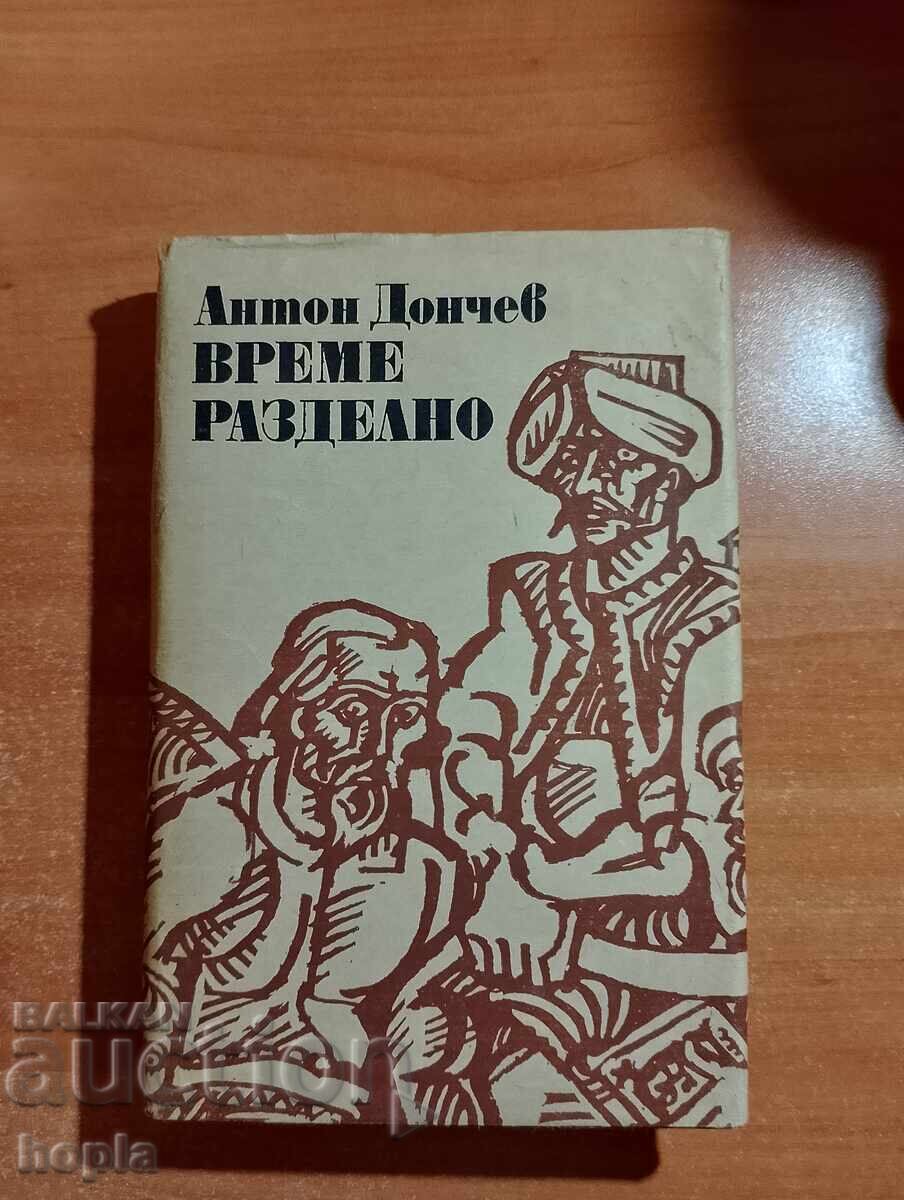 Антон Дончев
ВРЕМЕ
РАЗДЕЛНО
BALKAN
auction
hopla